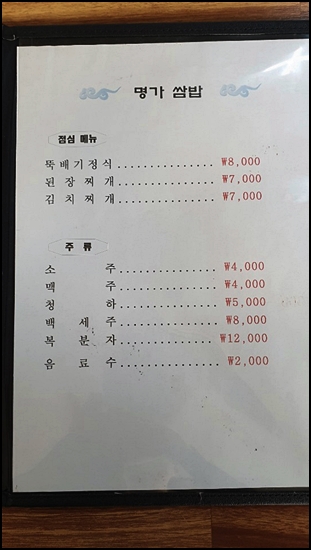 명가 쌈밥
점심 메뉴
뚝배기정식............... ₩8,000
된장찌개............... ₩7,000
김치찌개............... ₩7,000
주 류
소 주............... ₩4,000
맥 주............... ₩4,000
청 하............... ₩5,000
백 세 주............... ₩8,000
복 분 자............... ₩12,000
음 료 수............... ₩2,000